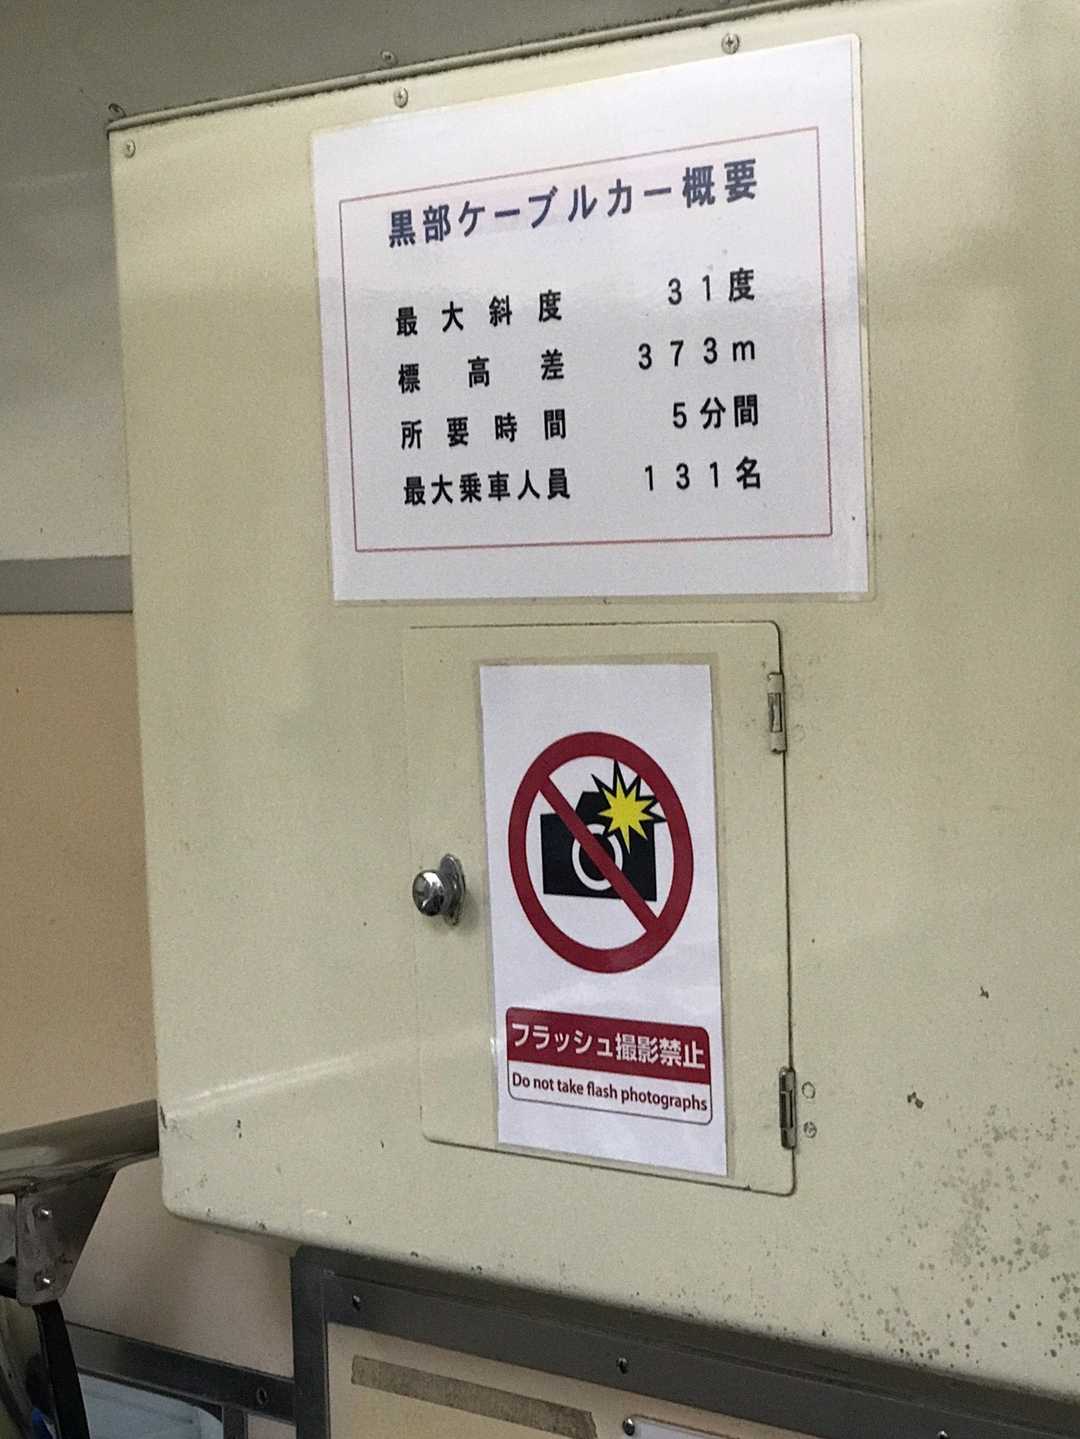 黒部ケーブルカー概要
最大斜度 31度
標高差 373m
所要時間 5分間
最大乗車人員 131名
フラッシュ撮影禁止
Do not take flash photographs